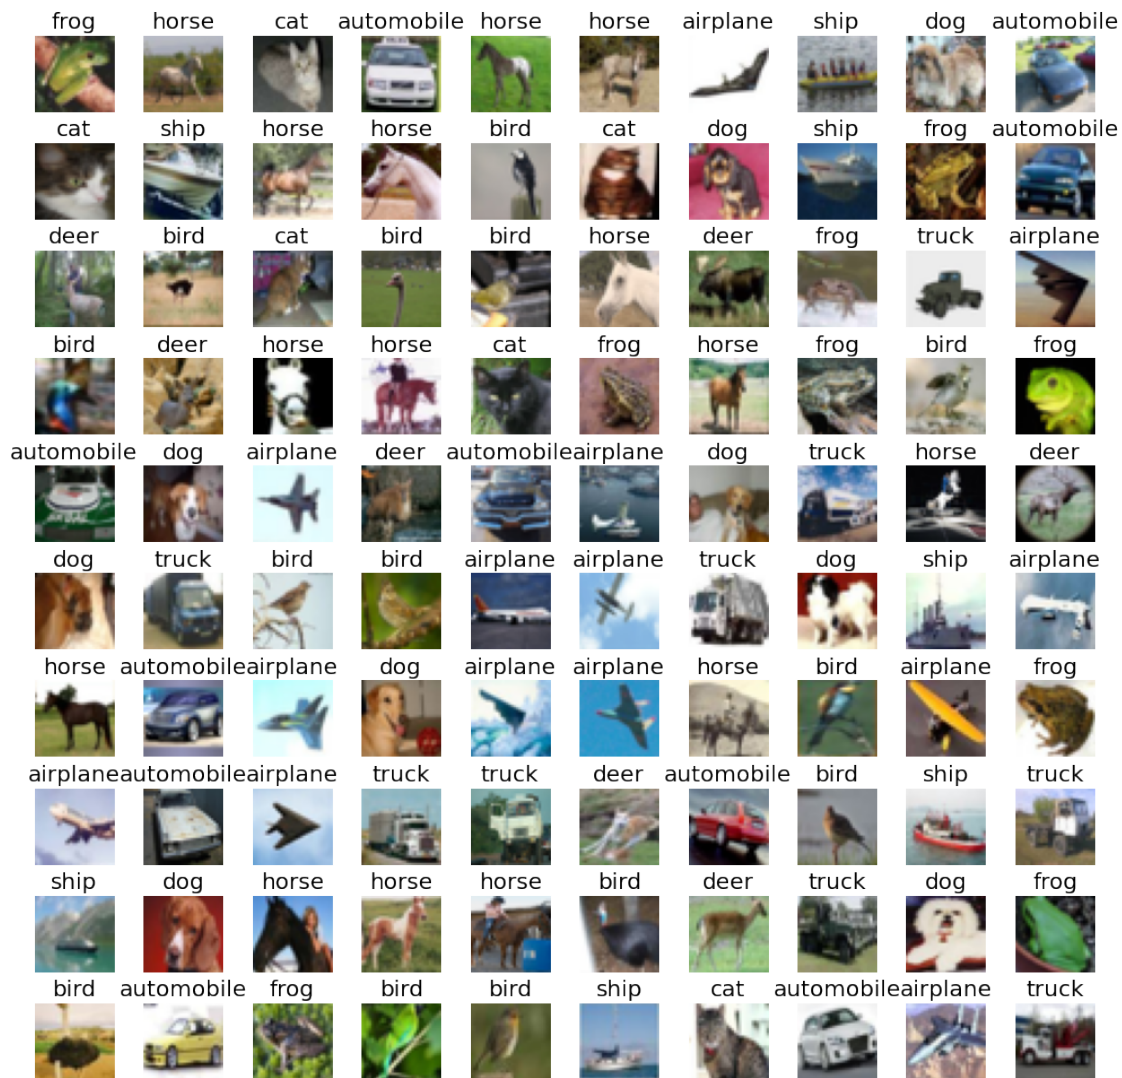 frog horse cat automobile horse horse airplane ship dog automobile
cat ship horse horse bird cat dog ship frog automobile
deer bird cat bird bird horse deer frog truck airplane
bird deer horse horse cat frog horse frog bird frog
automobile dog airplane deer automobile airplane dog truck horse deer
dog truck bird bird airplane airplane truck dog ship airplane
horse automobile airplane dog airplane airplane horse bird airplane frog
airplane automobile airplane truck truck deer automobile bird ship truck
ship dog horse horse horse bird deer truck dog frog
bird automobile frog bird bird ship cat automobile airplane truck